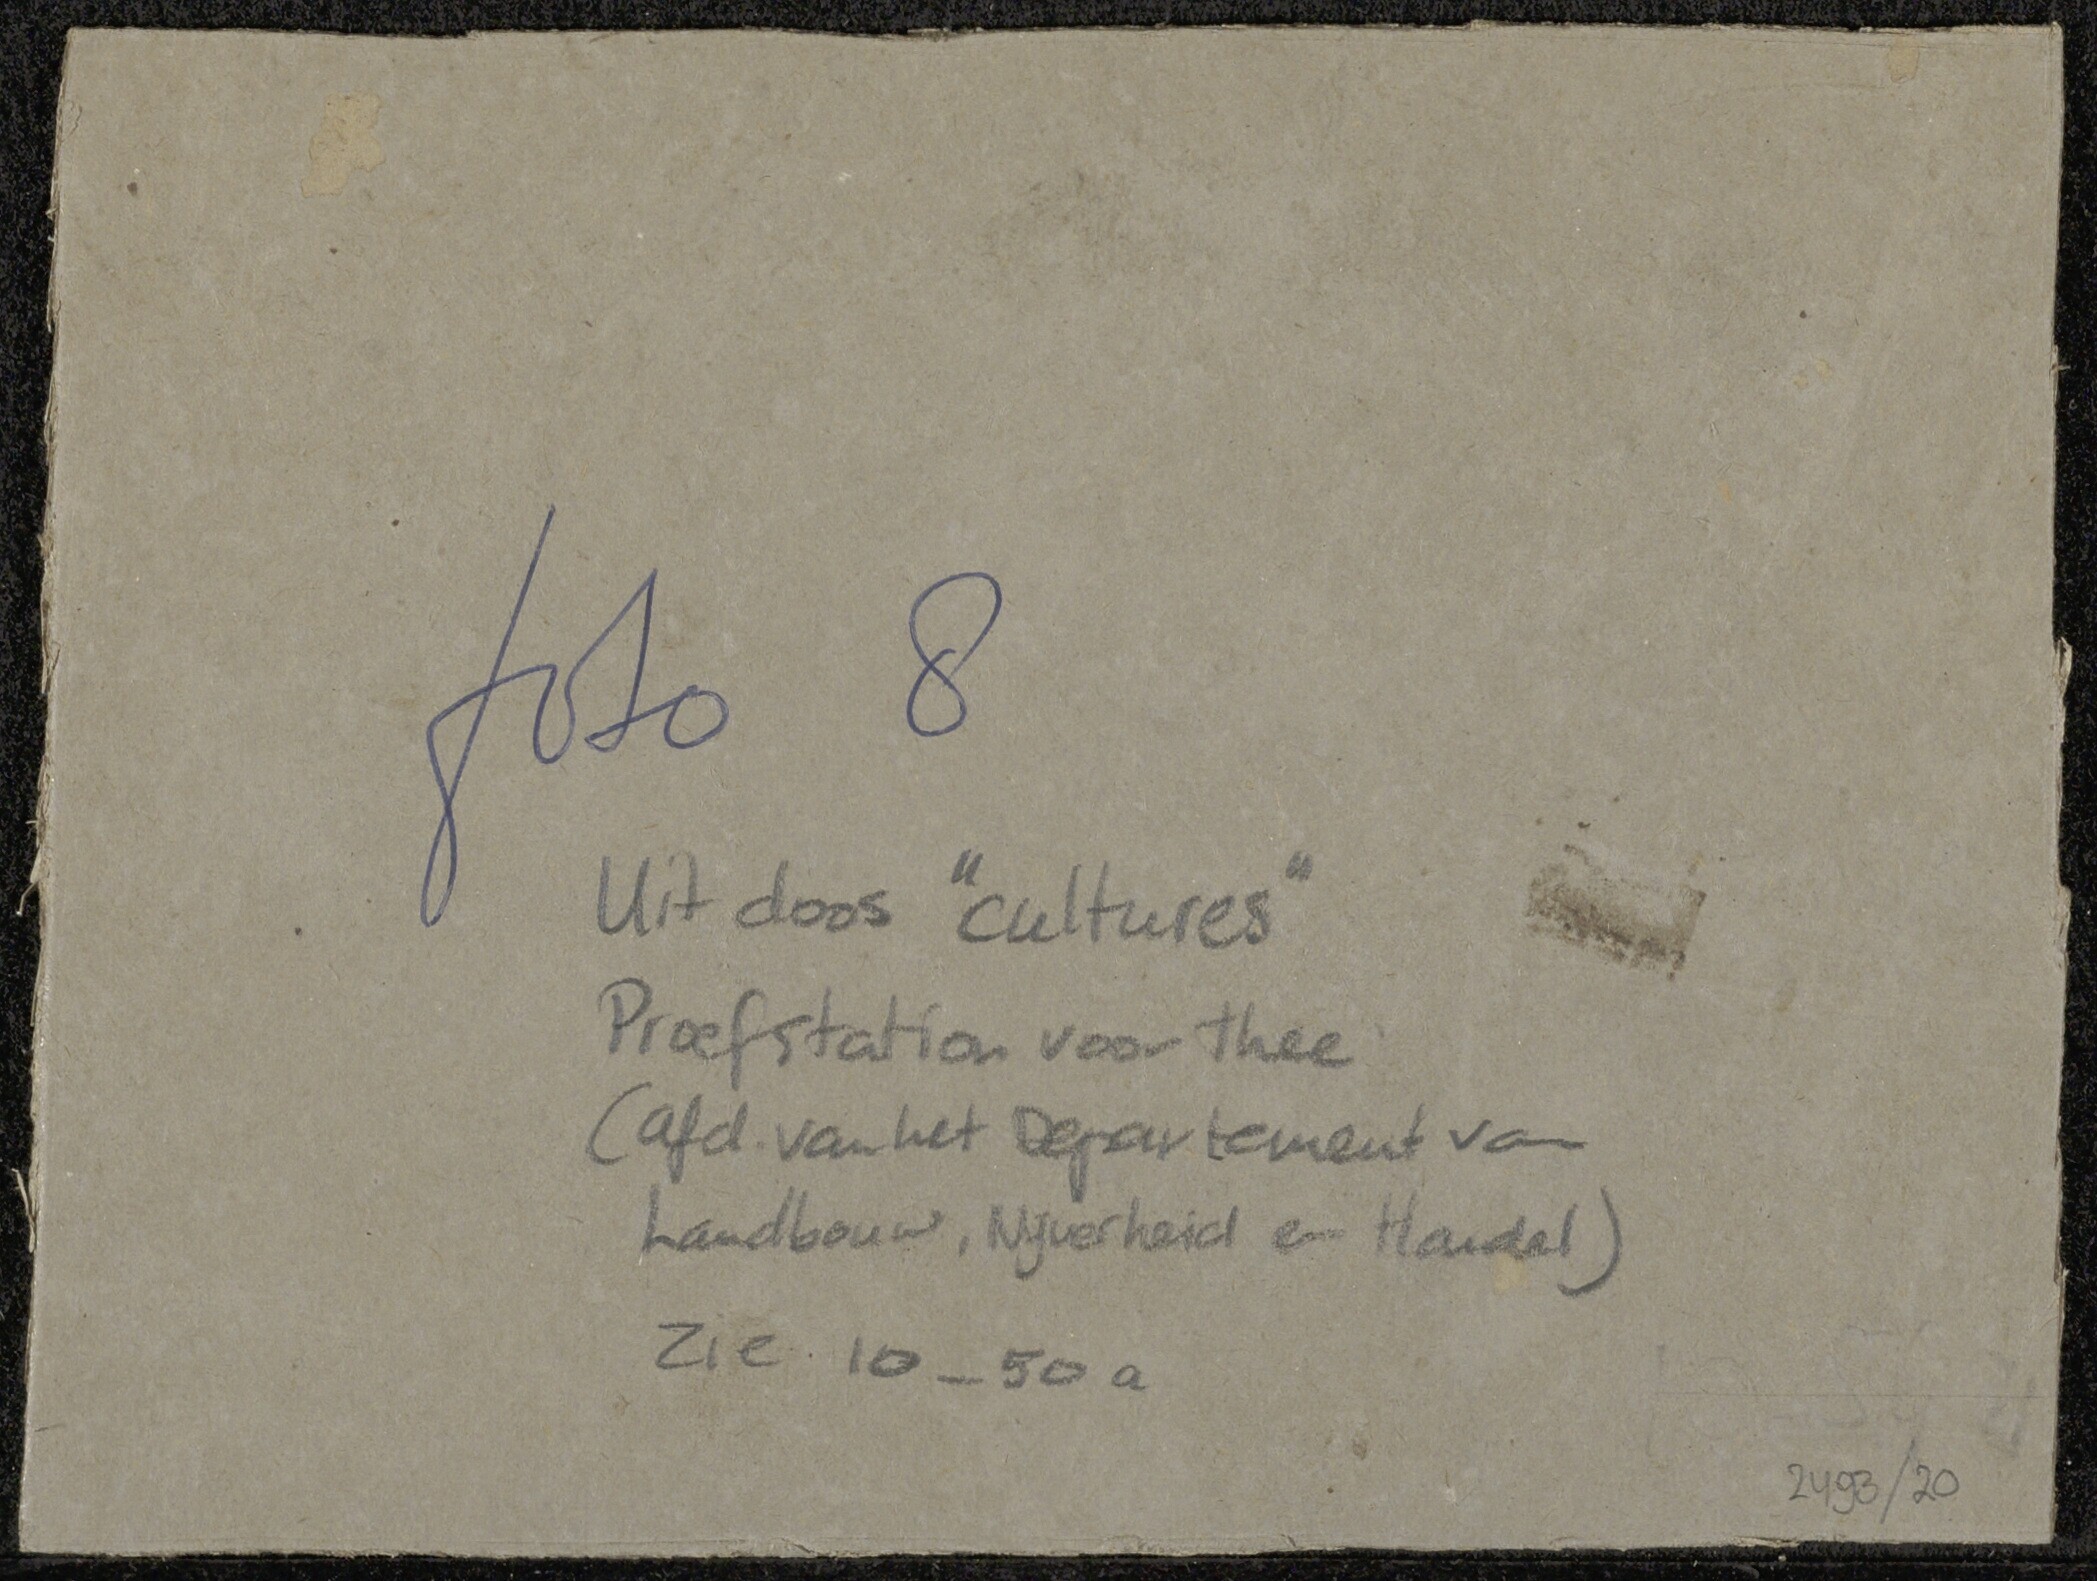 foto 8
Uit doos "cultures"
Proefstation voor thee
(afd. van het Departement van
Landbouw, Nijverheid en Handel)
Zie. 10_50a
2493/20